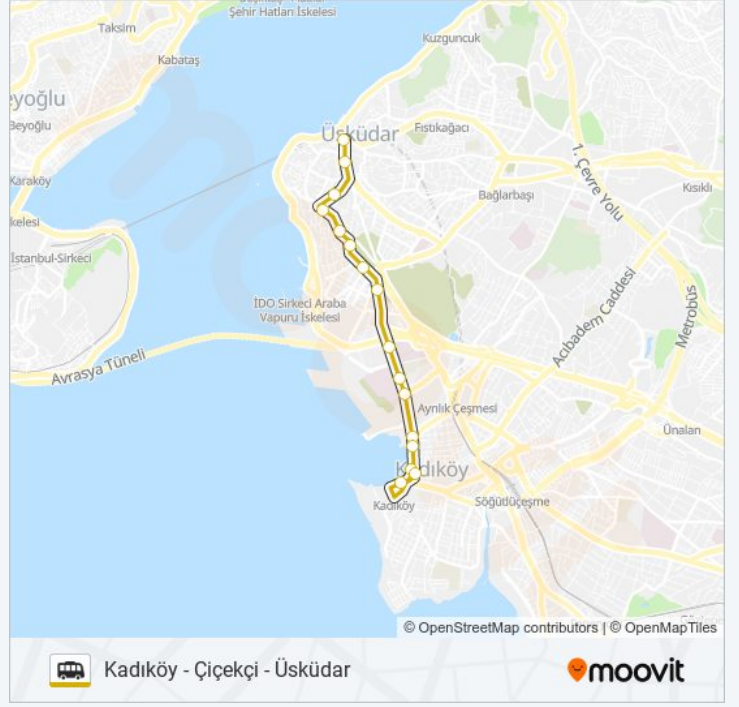 Taksim
Şehir Hatları İskelesi
Kuzguncuk
Kabataş
eyoğlu
Beyoğlu
Üsküdar
Fıstıkağacı
1. Çevre Yolu
Karaköy
Bağlarbaşı
Kısıklı
kelesi
İstanbul-Sirkeci
İDO Sirkeci Araba
Vapuru İskelesi
Acıbadem Caddesi
Metrobüs
Avrasya Tüneli
Ayrılık Çeşmesi
Ünalan
Kadıköy
Söğütlüçeşme
Kadıköy
© OpenStreetMap contributors | © OpenMapTiles
Kadıköy - Çiçekçi - Üsküdar
moovit